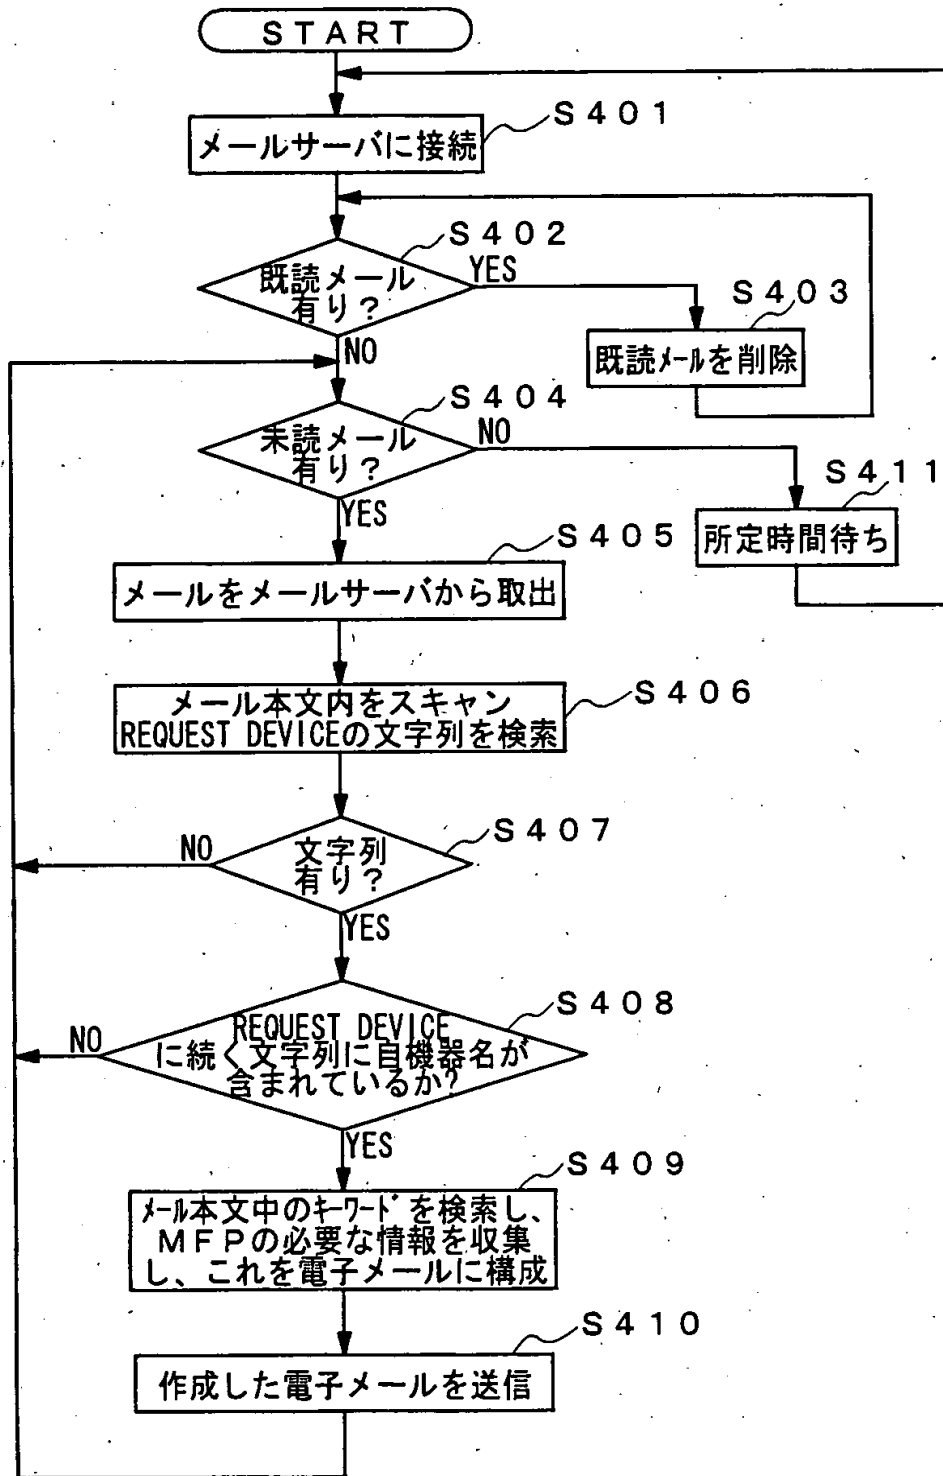 START
S401
メールサーバに接続
S402
既読メール
有り?
YES
S403
既読メールを削除
NO
S404
未読メール
有り?
NO
S411
所定時間待ち
YES
S405
メールをメールサーバから取出
S406
メール本文内をスキャン
REQUEST DEVICEの文字列を検索
S407
文字列
有り?
NO
YES
S408
REQUEST DEVICE
に続く文字列に自機器名が
含まれているか?
NO
YES
S409
メール本文中のキーワードを検索し、
MFPの必要な情報を収集
し、これを電子メールに構成
S410
作成した電子メールを送信